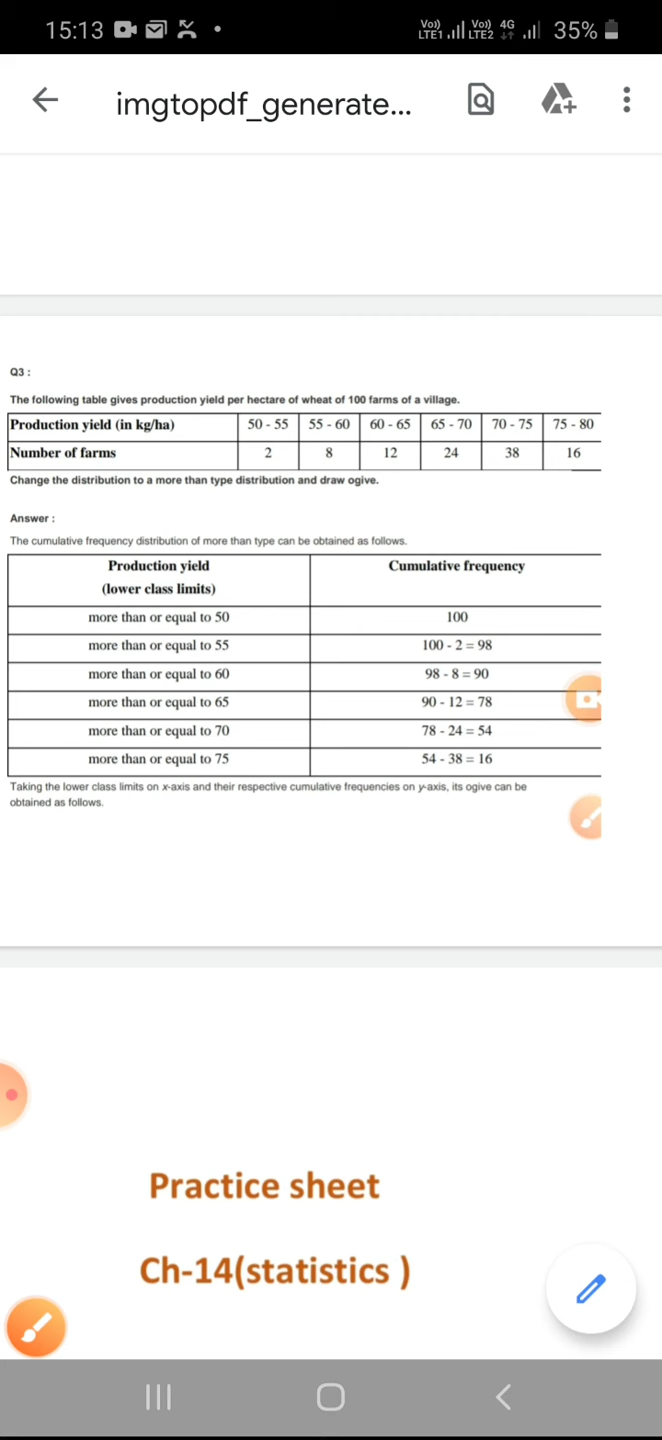 15:13
Vo)) LTE1 Vo)) LTE2 4G 35%
imgtopdf_generate...
Q3 :
The following table gives production yield per hectare of wheat of 100 farms of a village.
Production yield (in kg/ha) 50 - 55 55 - 60 60 - 65 65 - 70 70 - 75 75 - 80
Number of farms 2 8 12 24 38 16
Change the distribution to a more than type distribution and draw ogive.
Answer :
The cumulative frequency distribution of more than type can be obtained as follows.
Production yield Cumulative frequency
(lower class limits)
more than or equal to 50 100
more than or equal to 55 100 - 2 = 98
more than or equal to 60 98 - 8 = 90
more than or equal to 65 90 - 12 = 78
more than or equal to 70 78 - 24 = 54
more than or equal to 75 54 - 38 = 16
Taking the lower class limits on x-axis and their respective cumulative frequencies on y-axis, its ogive can be
obtained as follows.
Practice sheet
Ch-14(statistics )